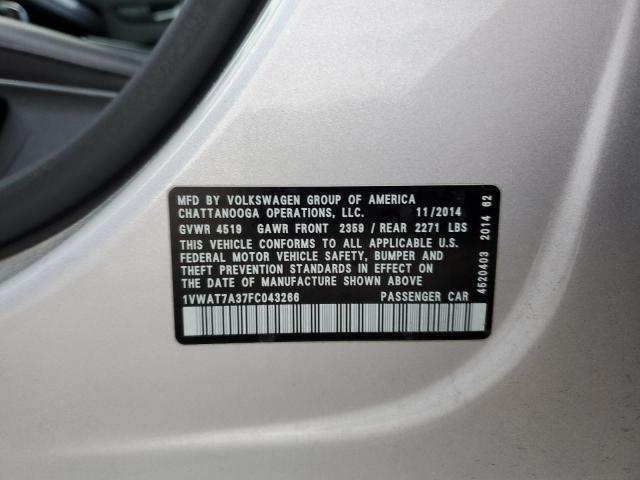 MFD BY VOLKSWAGEN GROUP OF AMERICA
CHATTANOOGA OPERATIONS, LLC. 11/2014
GVWR 4519 GAWR FRONT 2359 / REAR 2271 LBS
THIS VEHICLE CONFORMS TO ALL APPLICABLE U.S.
FEDERAL MOTOR VEHICLE SAFETY, BUMPER AND
THEFT PREVENTION STANDARDS IN EFFECT ON
THE DATE OF MANUFACTURE SHOWN ABOVE
1VWAT7A37FC043266 PASSENGER CAR
4520403 2014 62